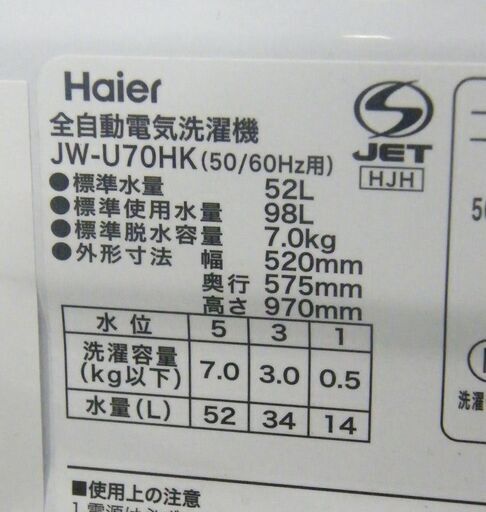 Haier
全自動電気洗濯機
JW-U70HK(50/60Hz用)
S
JET
HJH
●標準水量 52L
●標準使用水量 98L
●標準脱水容量 7.0kg
●外形寸法 幅 520mm
奥行 575mm
高さ 970mm
水位 5 3 1
洗濯容量(kg以下) 7.0 3.0 0.5
水量(L) 52 34 14
■使用上の注意
洗濯